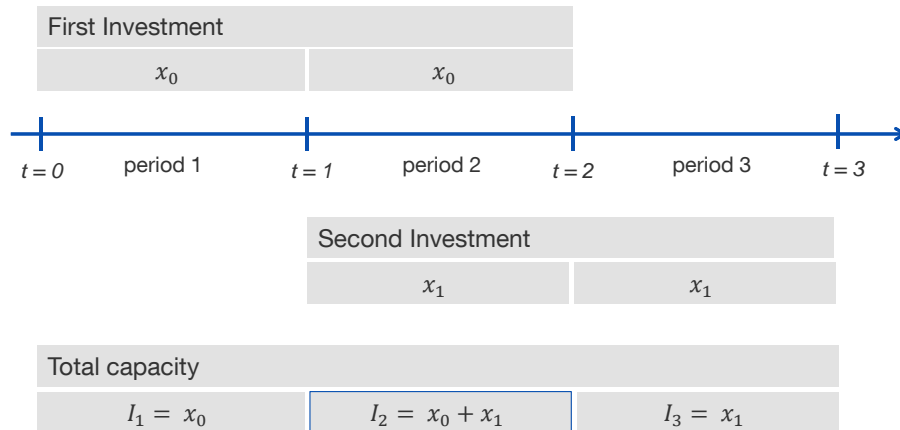 First Investment
x₀ x₀
t = 0 period 1 t = 1 period 2 t = 2 period 3 t = 3
Second Investment
x₁ x₁
Total capacity
I₁ = x₀ I₂ = x₀ + x₁ I₃ = x₁